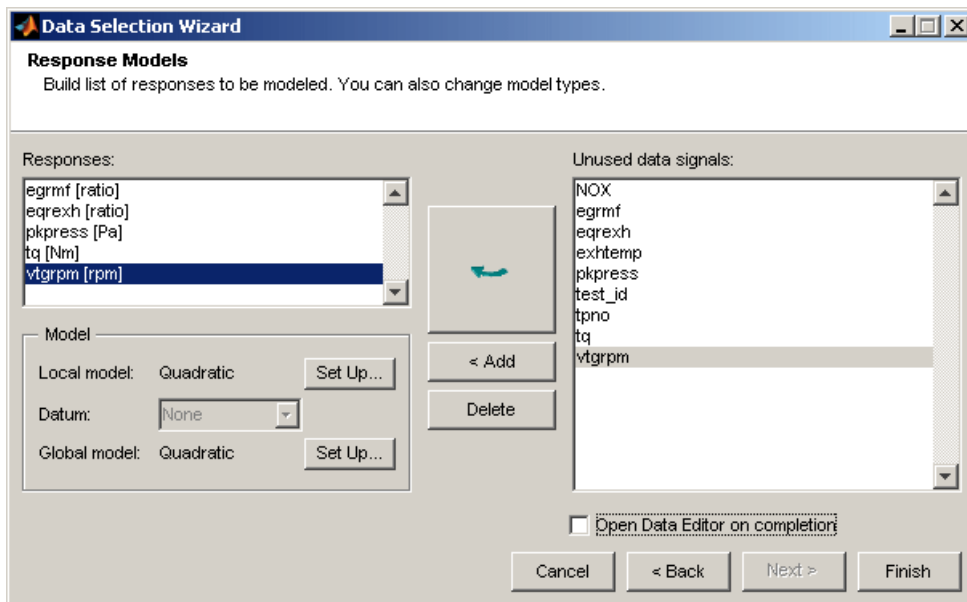 Data Selection Wizard
Response Models
Build list of responses to be modeled. You can also change model types.
Responses:
egrmf [ratio]
eqrexh [ratio]
pkpress [Pa]
tq [Nm]
vtgrpm [rpm]
Model
Local model: Quadratic Set Up...
Datum: None
Global model: Quadratic Set Up...
< Add
Delete
Unused data signals:
NOX
egrmf
eqrexh
exhtemp
pkpress
test_id
tpno
tq
vtgrpm
Open Data Editor on completion
Cancel < Back Next > Finish